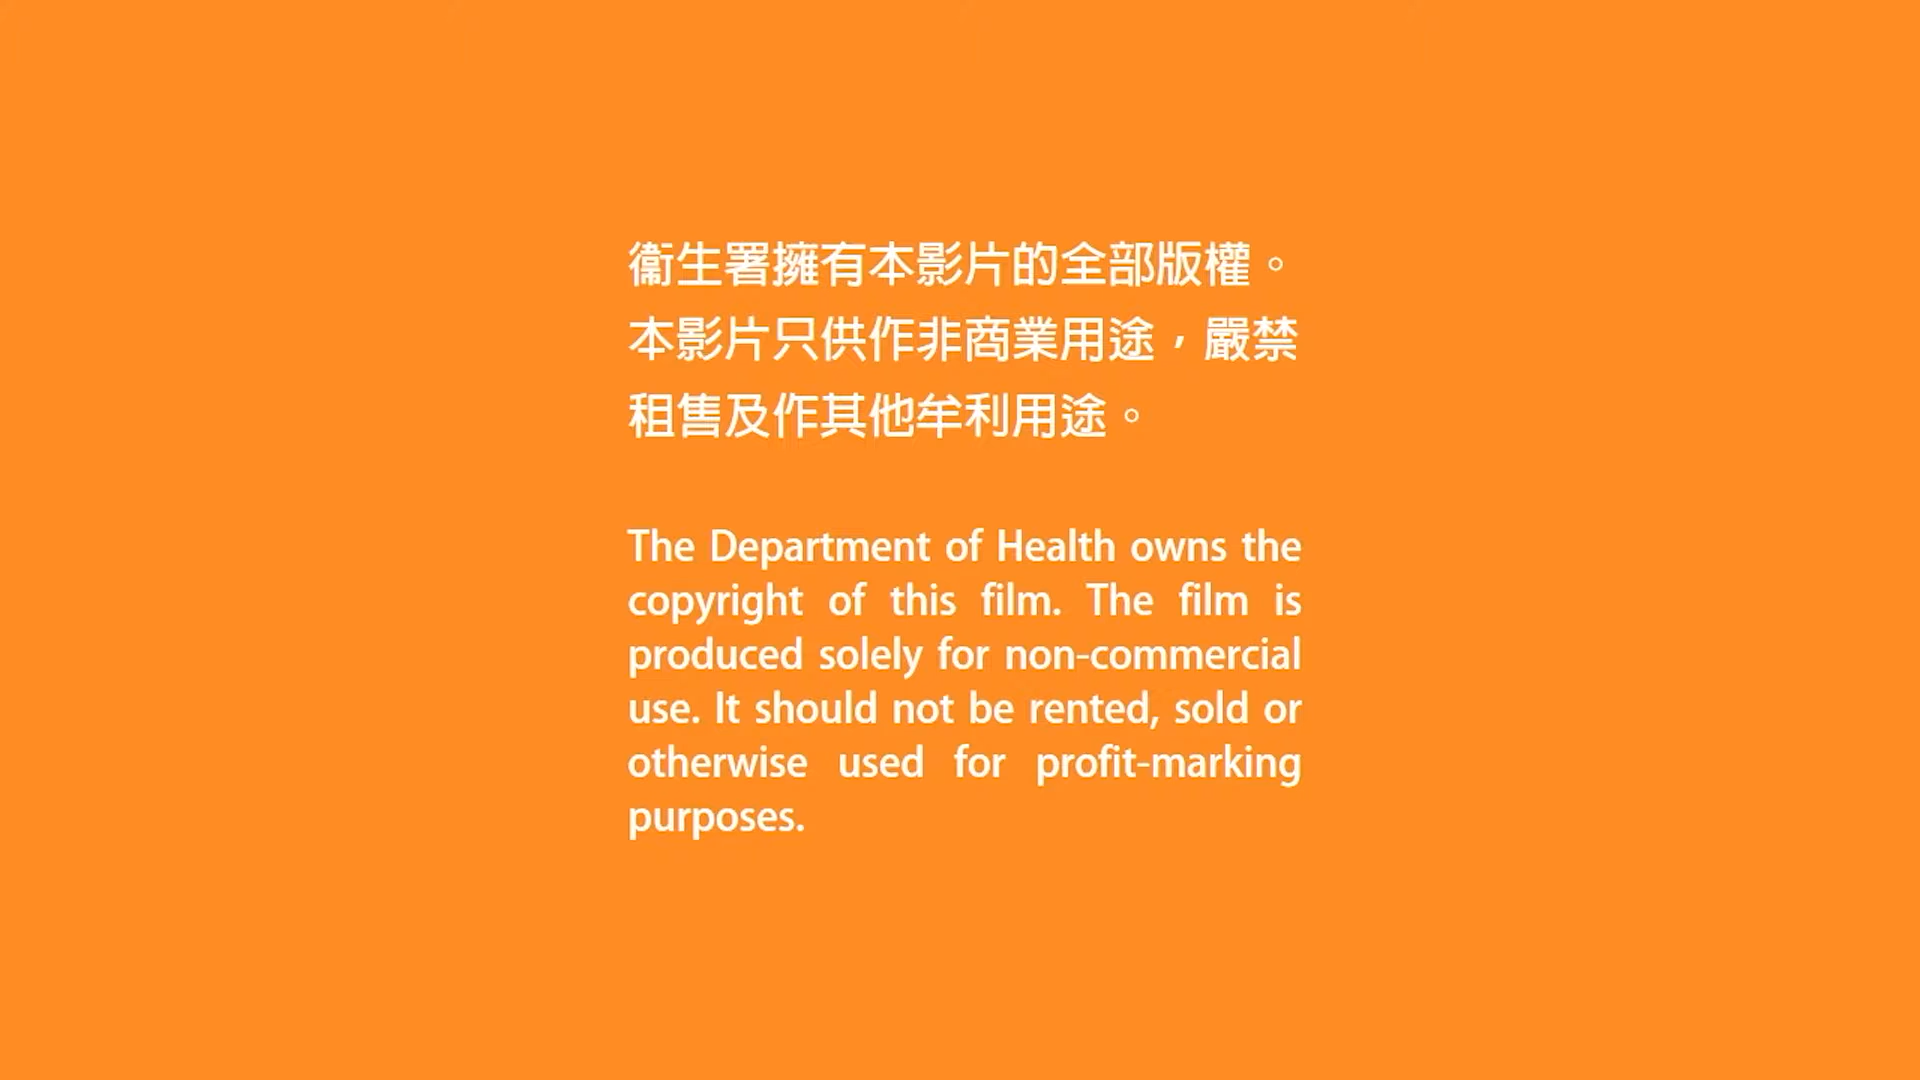 衞生署擁有本影片的全部版權。
本影片只供作非商業用途，嚴禁
租售及作其他牟利用途。
The Department of Health owns the
copyright of this film. The film is
produced solely for non-commercial
use. It should not be rented, sold or
otherwise used for profit-marking
purposes.